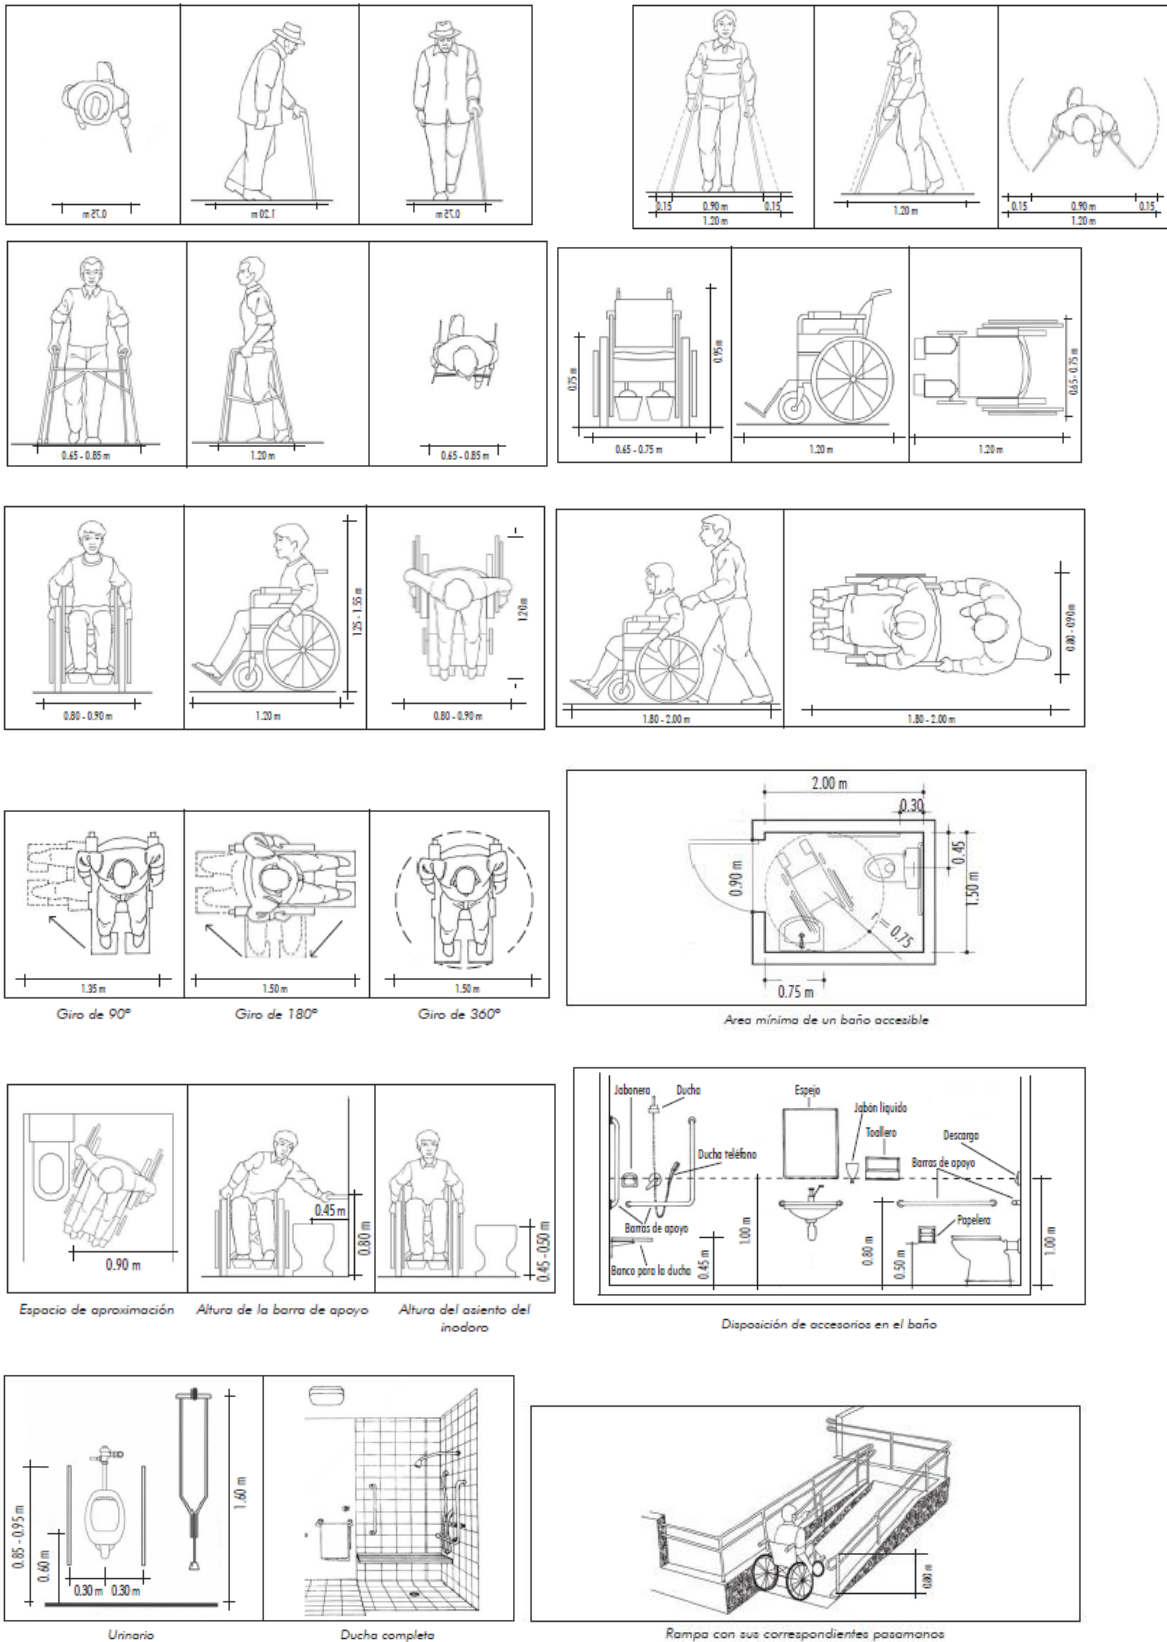 0.75 m
1.20 m
0.75 m
0.15 0.90 m 0.15
1.20 m
1.20 m
0.15 0.90 m 0.15
1.20 m
0.65 - 0.85 m
1.20 m
0.65 - 0.85 m
0.75 m
0.95 m
0.65 - 0.75 m
1.20 m
0.65 - 0.75 m
1.20 m
0.80 - 0.90 m
1.25 - 1.55 m
1.20 m
1.20m
0.80 - 0.90 m
1.80 - 2.00 m
0.80 - 0.90m
1.80 - 2.00 m
1.35 m
1.50 m
1.50 m
Giro de 90º
Giro de 180º
Giro de 360º
2.00 m
0.30
0.45
1.50 m
0.90 m
r = 0.75
0.75 m
Area mínima de un baño accesible
0.90 m
0.45 m
0.80 m
0.45 - 0.50 m
Espacio de aproximación
Altura de la barra de apoyo
Altura del asiento del
inodoro
Jabonera
Ducha
Espejo
Jabón líquido
Toallero
Descarga
Ducha teléfono
Barras de apoyo
Barras de apoyo
Papelera
Banco para la ducha
0.45 m
1.00 m
0.80 m
0.50 m
1.00 m
Disposición de accesorios en el baño
0.85 - 0.95 m
0.60 m
0.30 m 0.30 m
1.60 m
Urinario
Ducha completa
0.80 m
Rampa con sus correspondientes pasamanos